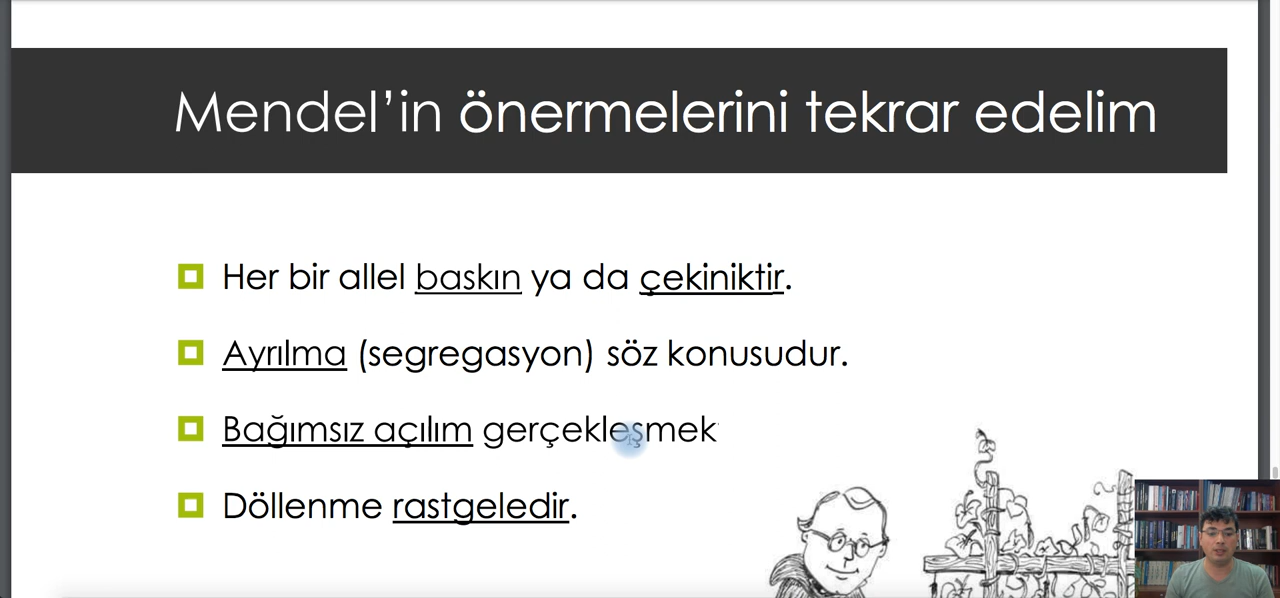 Mendel’in önermelerini tekrar edelim
Her bir allel baskın ya da çekiniktir.
Ayrılma (segregasyon) söz konusudur.
Bağımsız açılım gerçekleşmek
Döllenme rastgeledir.